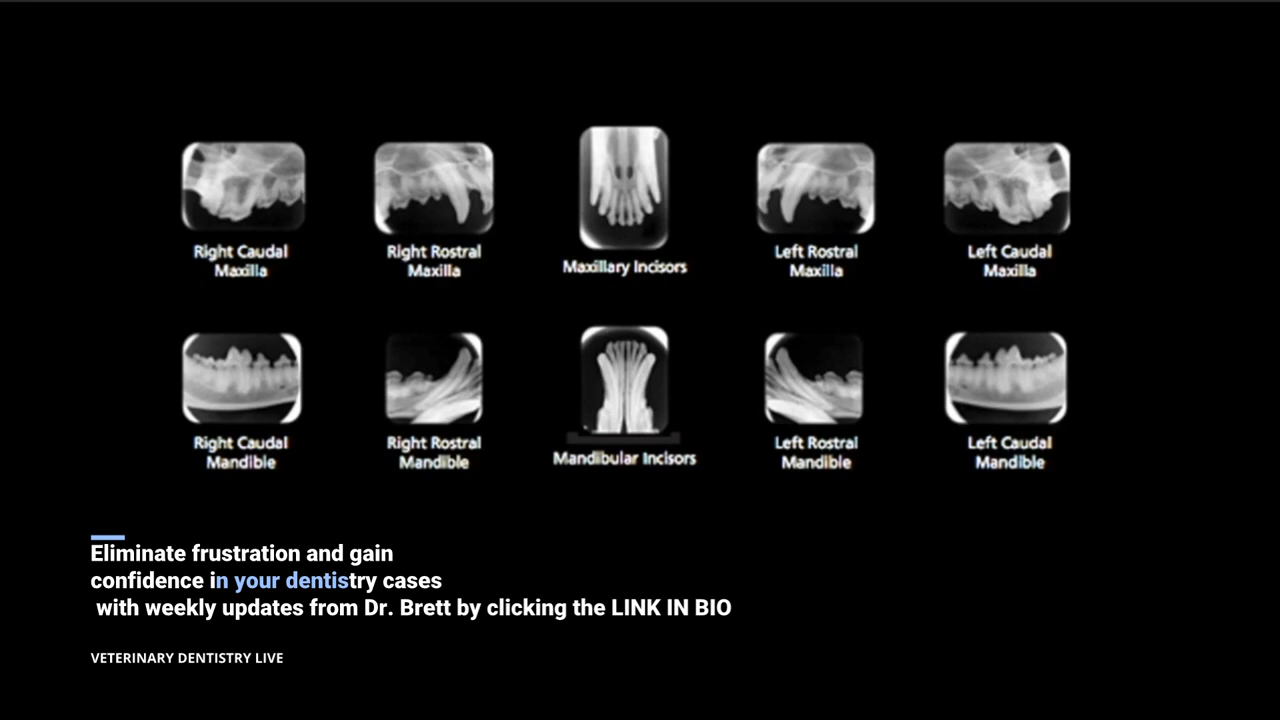 Right Caudal
Maxilla
Right Rostral
Maxilla
Maxillary Incisors
Left Rostral
Maxilla
Left Caudal
Maxilla
Right Caudal
Mandible
Right Rostral
Mandible
Mandibular Incisors
Left Rostral
Mandible
Left Caudal
Mandible
Eliminate frustration and gain
confidence in your dentistry cases
with weekly updates from Dr. Brett by clicking the LINK IN BIO
VETERINARY DENTISTRY LIVE